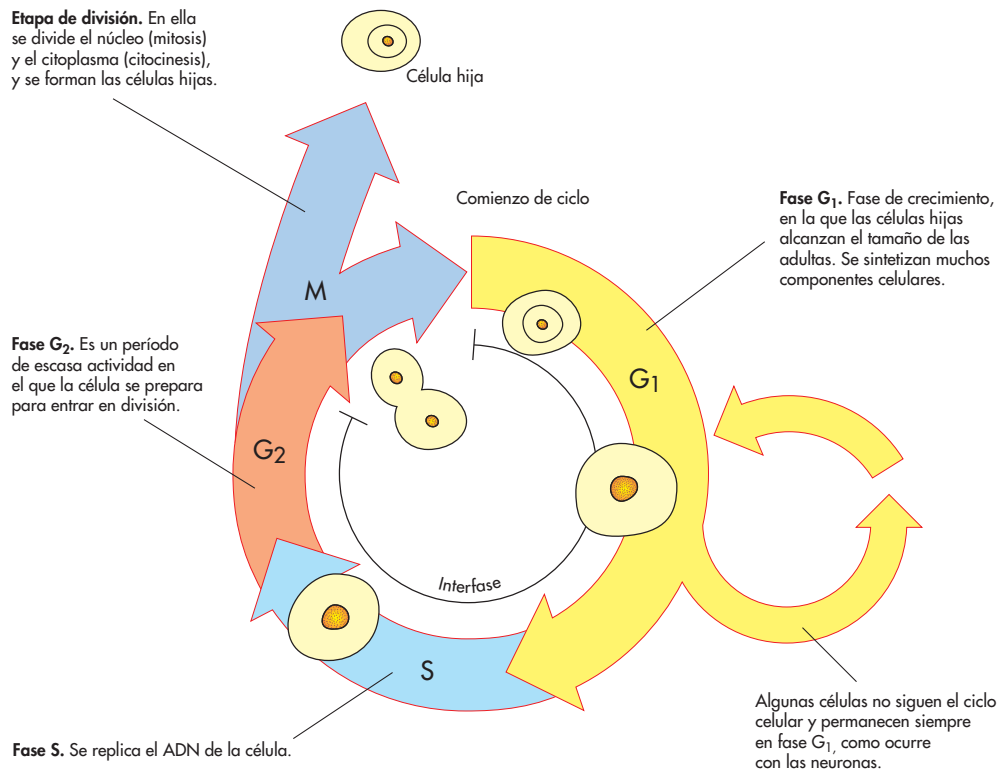 Etapa de división. En ella
se divide el núcleo (mitosis)
y el citoplasma (citocinesis),
y se forman las células hijas.
Célula hija
Comienzo de ciclo
Fase G₁. Fase de crecimiento,
en la que las células hijas
alcanzan el tamaño de las
adultas. Se sintetizan muchos
componentes celulares.
M
Fase G₂. Es un período
de escasa actividad en
el que la célula se prepara
para entrar en división.
G₁
G₂
Interfase
S
Algunas células no siguen el ciclo
celular y permanecen siempre
en fase G₁, como ocurre
con las neuronas.
Fase S. Se replica el ADN de la célula.